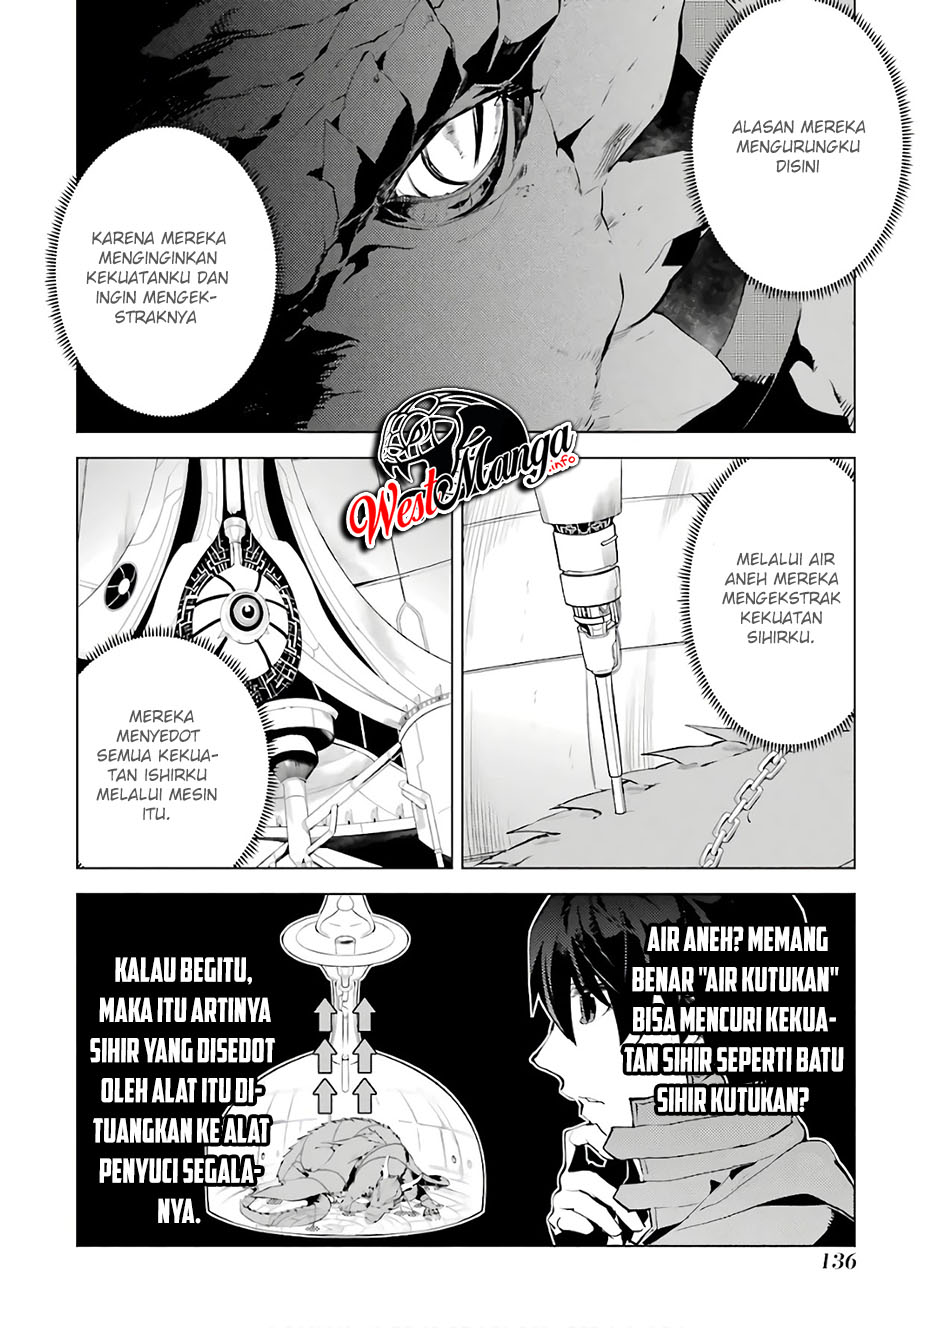 ALASAN MEREKA
MENGURUNGKU
DISINI
KARENA MEREKA
MENGINGINKAN
KEKUATANKU DAN
INGIN MENGEK-
STRAKNYA
WestManga
.info
MELALUI AIR
ANEH MEREKA
MENGEKSTRAK
KEKUATAN
SIHIRKU.
MEREKA
MENYEDOT
SEMUA KEKUA-
TAN ISHIRKU
MELALUI MESIN
ITU.
AIR ANEH? MEMANG
BENAR "AIR KUTUKAN"
BISA MENCURI KEKUA-
TAN SIHIR SEPERTI BATU
SIHIR KUTUKAN?
KALAU BEGITU,
MAKA ITU ARTINYA
SIHIR YANG DISEDOT
OLEH ALAT ITU DI-
TUANGKAN KE ALAT
PENYUCI SEGALA-
NYA.
136